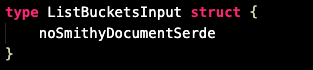 type ListBucketsInput struct {
    noSmithyDocumentSerde
}